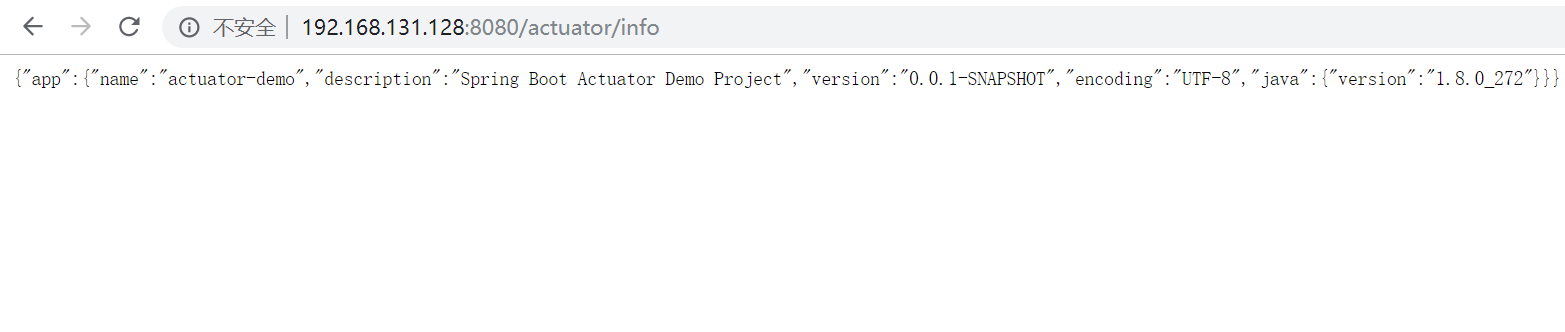 不安全 | 192.168.131.128:8080/actuator/info
{"app":{"name":"actuator-demo","description":"Spring Boot Actuator Demo Project","version":"0.0.1-SNAPSHOT","encoding":"UTF-8","java":{"version":"1.8.0_272"}}}